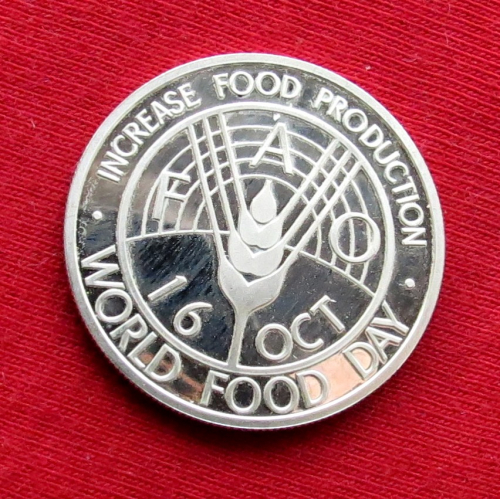 INCREASE FOOD PRODUCTION
F A O
16 OCT
WORLD FOOD DAY